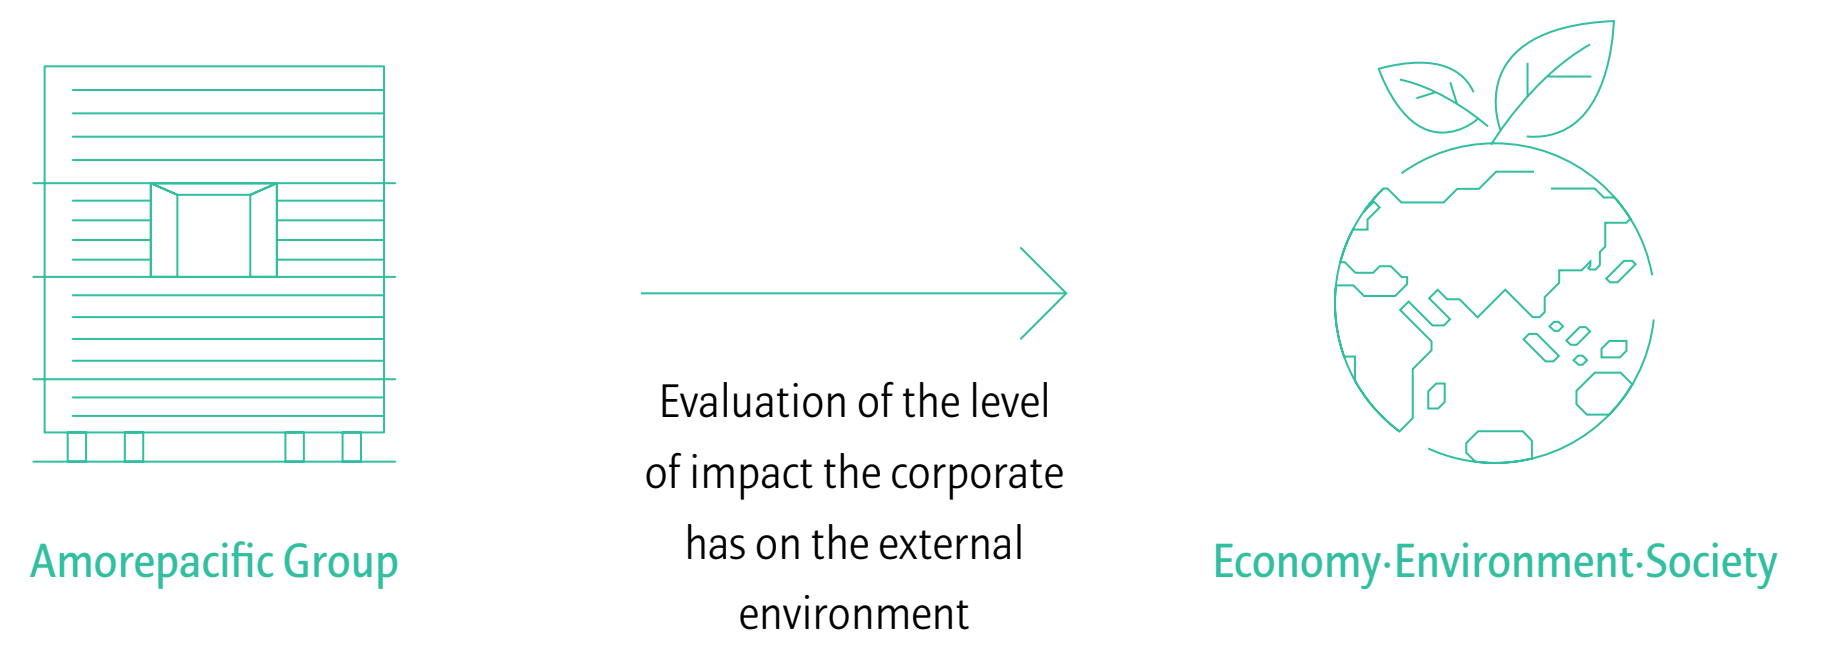 Evaluation of the level
of impact the corporate
has on the external
environment
Amorepacific Group
Economy·Environment·Society